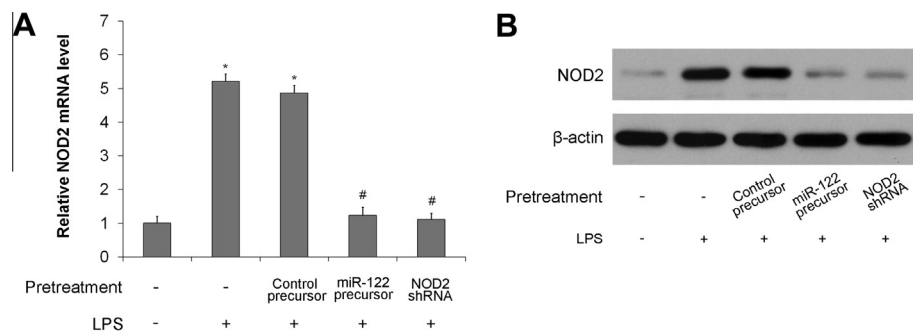 A
Relative NOD2 mRNA level
7
6
5
4
3
2
1
0
*
*
#
#
Pretreatment - - Control precursor miR-122 precursor NOD2 shRNA
LPS - + + + +
B
NOD2
β-actin
Pretreatment - - Control precursor miR-122 precursor NOD2 shRNA
LPS - + + + +